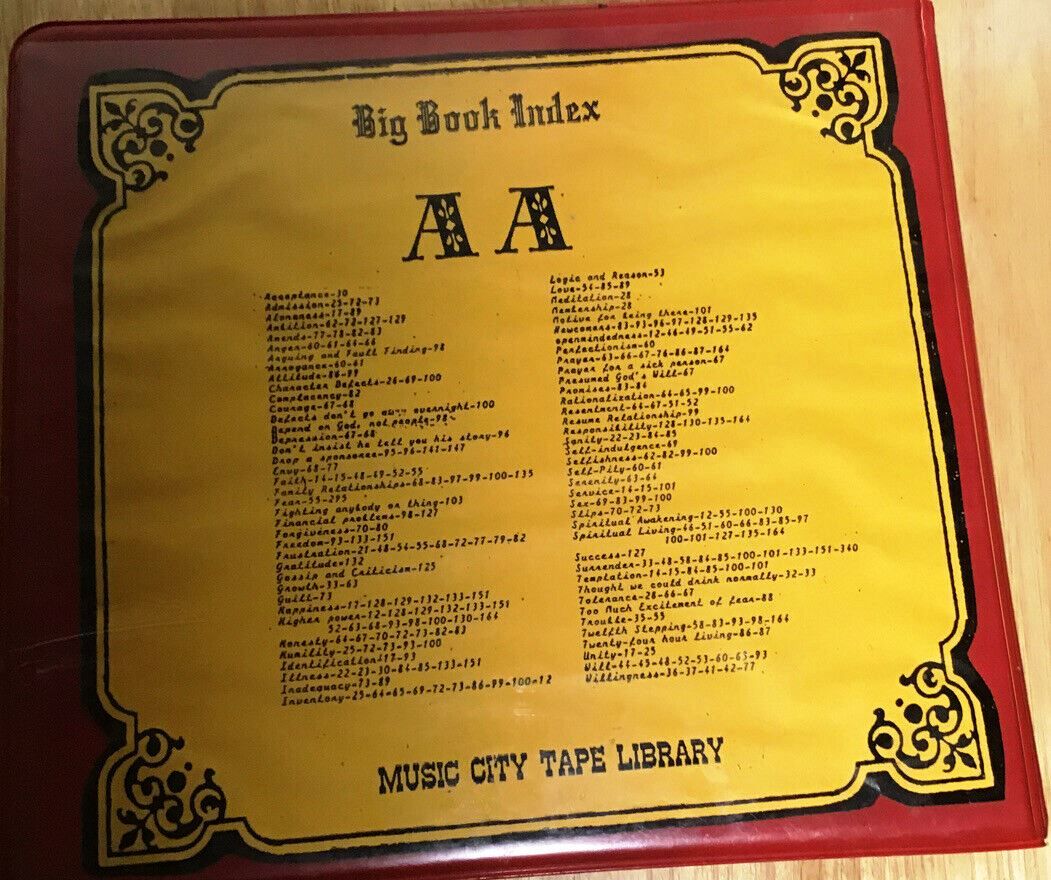 Big Book Index
A A
Acceptance-30
Admission-25-72-73
Aloneness-17-89
Ambition-62-72-127-129
Amends-77-78-82-83
Anger-60-61-64-66
Arguing and Fault Finding-98
Arrogance-60-61
Attitude-86-99
Character Defects-26-69-100
Complacency-82
Courage-67-68
Defects don't go away overnight-100
Depend on God, not people-98
Depression-67-68
Don't insist he tell you his story-96
Drop a sponsoree-95-96-141-147
Envy-68-77
Faith-14-15-48-49-52-55
Family Relationships-68-83-97-99-100-135
Fear-55-295
Fighting anybody or thing-103
Financial problems-98-127
Forgiveness-70-80
Freedom-93-133-151
Frustration-21-48-54-55-68-72-77-79-82
Gratitude-132
Gossip and Criticism-125
Growth-33-63
Guilt-73
Happiness-17-128-129-132-133-151
Higher power-12-128-129-132-133-151
52-63-68-93-98-100-130-164
Honesty-64-67-70-72-73-82-83
Humility-25-72-73-93-100
Identification-17-93
Illness-22-23-30-84-85-133-151
Inadequacy-73-89
Inventory-25-64-65-69-72-73-86-99-100-12
Logic and Reason-53
Love-54-85-89
Meditation-28
Membership-28
Motive for being there-101
Newcomers-83-93-96-97-128-129-135
openmindedness-12-46-49-51-55-62
Perfectionism-60
Prayer-63-66-67-76-86-87-164
Prayer for a sick person-67
Presumed God's Will-67
Promises-83-84
Rationalization-64-65-99-100
Resentment-64-67-51-52
Resume Relationship-99
Responsibility-128-130-135-164
Sanity-22-23-84-85
Self-indulgence-69
Selfishness-62-82-99-100
Self-Pity-60-61
Serenity-63-64
Service-14-15-101
Sex-69-83-99-100
Slips-70-72-73
Spiritual Awakening-12-55-100-130
Spiritual Living-46-51-60-66-83-85-97
100-101-127-135-164
Success-127
Surrender-33-48-58-84-85-100-101-133-151-340
Temptation-14-15-84-85-100-101
Thought we could drink normally-32-33
Tolerance-28-66-67
Too Much Excitement of fear-88
Trouble-35-55
Twelfth Stepping-58-83-93-98-164
Twenty-four hour living-86-87
Unity-17-25
Will-44-45-48-52-53-60-63-93
Willingness-36-37-41-42-77
MUSIC CITY TAPE LIBRARY